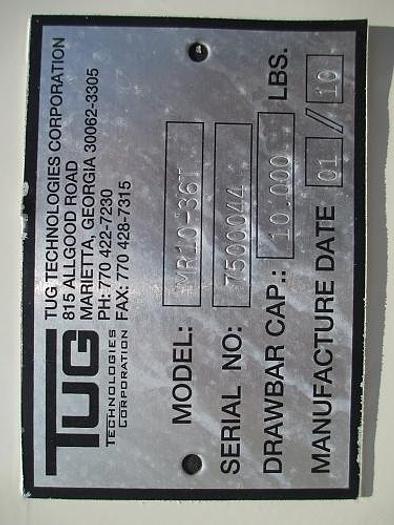 TUG
TECHNOLOGIES
CORPORATION
TUG TECHNOLOGIES CORPORATION
815 ALLGOOD ROAD
MARIETTA, GEORGIA 30062-3305
PH: 770 422-7230
FAX: 770 428-7315
MODEL: VR10-36T
SERIAL NO: 7500044
DRAWBAR CAP.: 10,000 LBS.
MANUFACTURE DATE 01 / 10